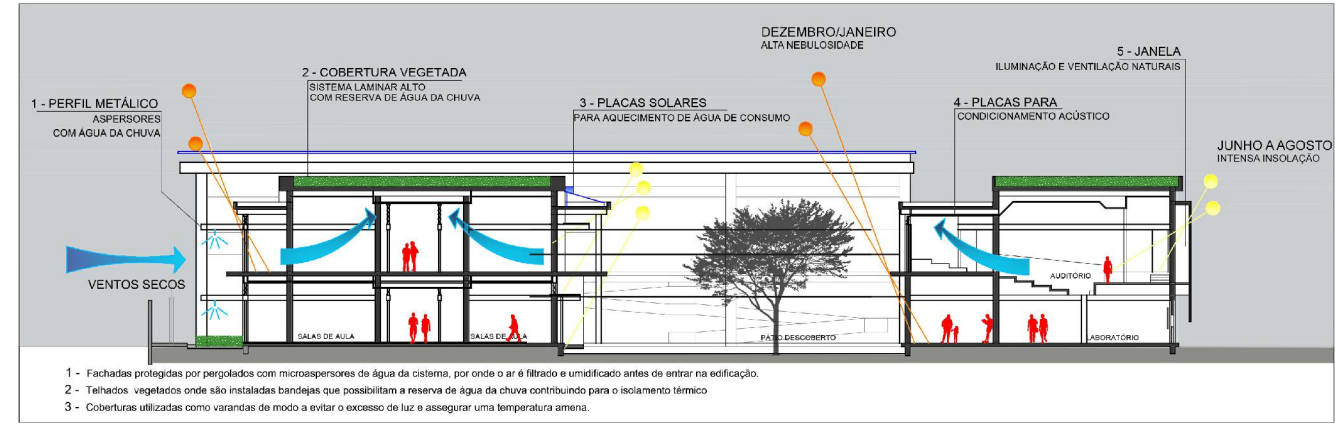 DEZEMBRO/JANEIRO
ALTA NEBULOSIDADE
5 - JANELA
ILUMINAÇÃO E VENTILAÇÃO NATURAIS
2 - COBERTURA VEGETADA
SISTEMA LAMINAR ALTO
COM RESERVA DE ÁGUA DA CHUVA
1 - PERFIL METÁLICO
ASPERSORES
COM ÁGUA DA CHUVA
3 - PLACAS SOLARES
PARA AQUECIMENTO DE ÁGUA DE CONSUMO
4 - PLACAS PARA
CONDICIONAMENTO ACÚSTICO
JUNHO A AGOSTO
INTENSA INSOLAÇÃO
VENTOS SECOS
AUDITÓRIO
SALAS DE AULA
SALAS DE AULA
PÁTIO DESCOBERTO
LABORATÓRIO
1 - Fachadas protegidas por pergolados com microaspersores de água da cisterna, por onde o ar é filtrado e umidificado antes de entrar na edificação.
2 - Telhados vegetados onde são instaladas bandejas que possibilitam a reserva de água da chuva contribuindo para o isolamento térmico
3 - Coberturas utilizadas como varandas de modo a evitar o excesso de luz e assegurar uma temperatura amena.